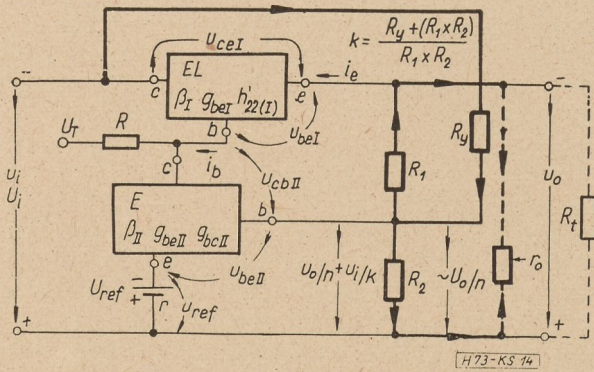 u_ceI
k = (R_y + (R_1 x R_2)) / (R_1 x R_2)
-
c
EL
e
i_e
-
β_I g_beI h'_22(I)
b
u_beI
R_y
U_T
R
c
i_b
u_cbII
R_1
u_i
U_i
u_o
E
b
R_t
β_II g_beII g_bcII
e
u_beII
u_o/n + u_i/k
R_2
~U_o/n
r_o
U_ref
-
+
r
u_ref
+
+
H73-KS 14